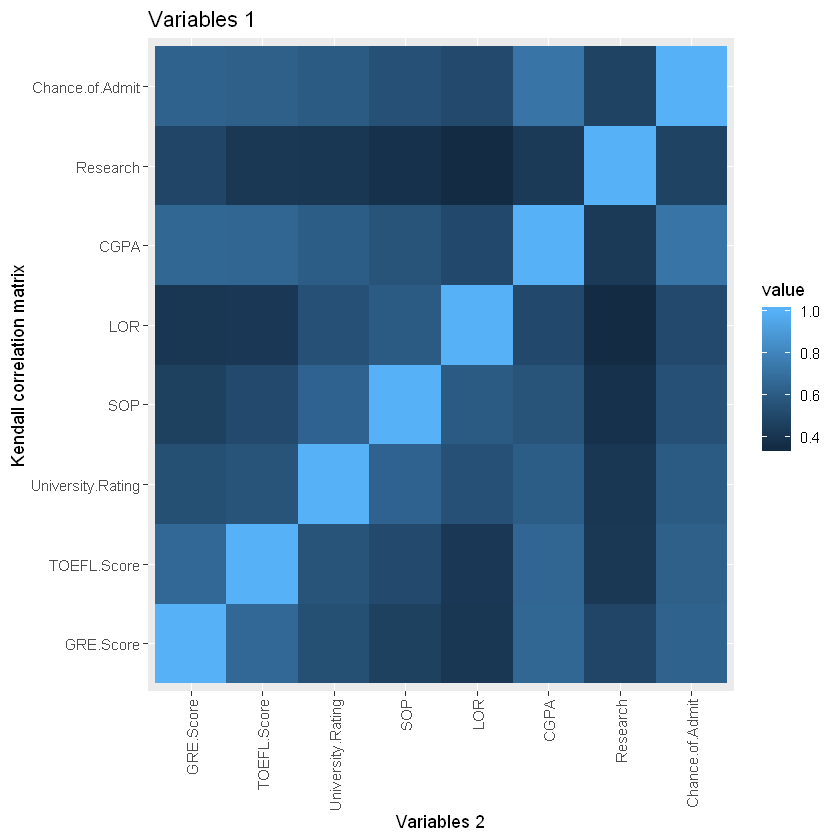 Variables 1
Chance.of.Admit
Research
CGPA
LOR
SOP
University.Rating
TOEFL.Score
GRE.Score
Kendall correlation matrix
GRE.Score
TOEFL.Score
University.Rating
SOP
LOR
CGPA
Research
Chance.of.Admit
Variables 2
value
1.0
0.8
0.6
0.4